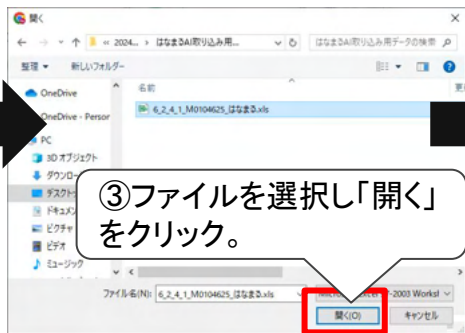 開く
« 2024... › はなまるAI取り込み用...
はなまるAI取り込み用データの検索
整理 新しいフォルダー
名前
OneDrive
6_2_4_1_M0104625_はなまる.xls
OneDrive - Person
PC
3D オブジェクト
ダウンロー
デスクト
ドキュメン
ピクチャ
ビデオ
ミュージック
③ファイルを選択し「開く」
をクリック。
ファイル名(N): 6_2_4_1_M0104625_はなまる.xls
-2003 Worksh
開く(O) キャンセル